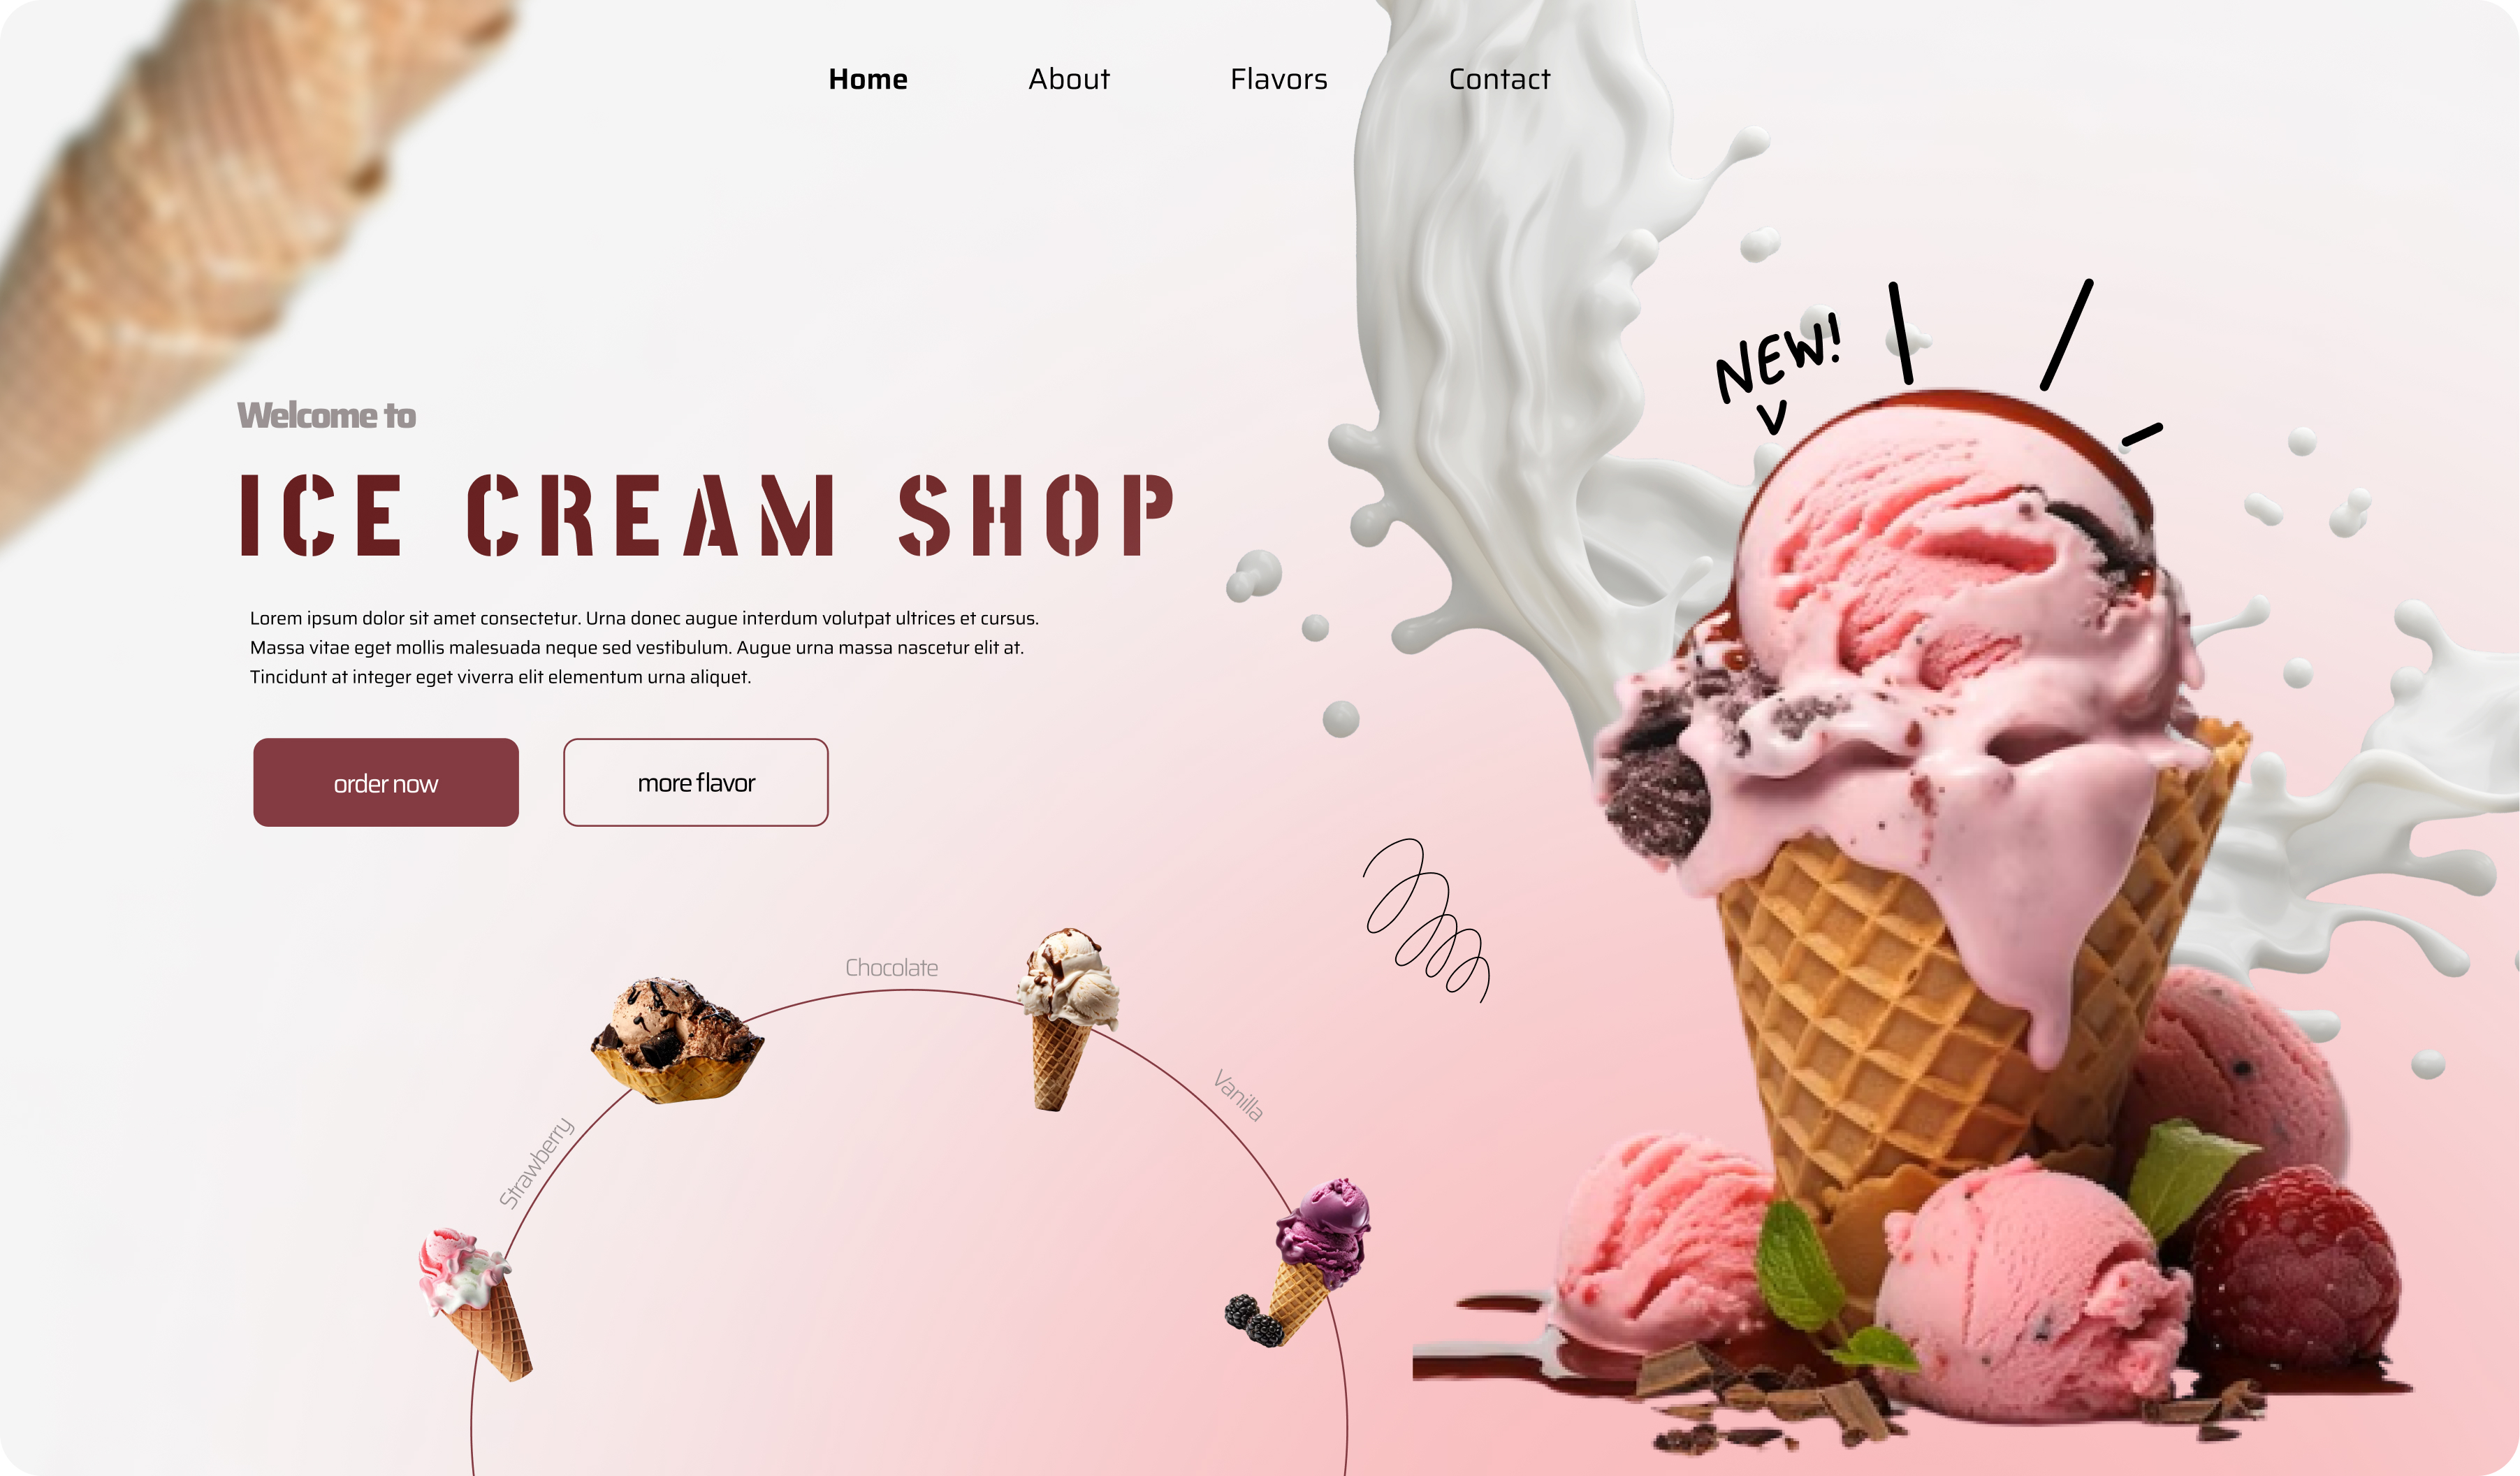 Home
About
Flavors
Contact
NEW!
Welcome to
ICE CREAM SHOP
Lorem ipsum dolor sit amet consectetur. Urna donec augue interdum volutpat ultrices et cursus.
Massa vitae eget mollis malesuada neque sed vestibulum. Augue urna massa nascetur elit at.
Tincidunt at integer eget viverra elit elementum urna aliquet.
order now
more flavor
Chocolate
Vanilla
Strawberry